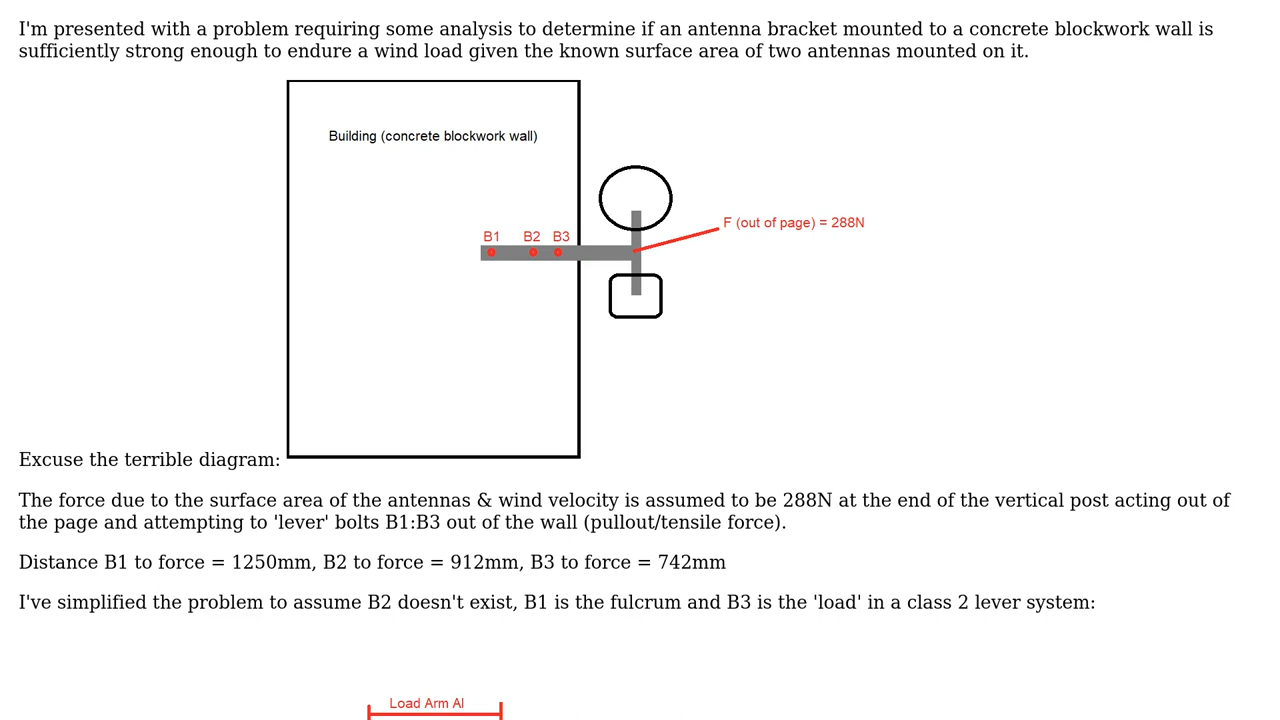 I'm presented with a problem requiring some analysis to determine if an antenna bracket mounted to a concrete blockwork wall is
sufficiently strong enough to endure a wind load given the known surface area of two antennas mounted on it.
Building (concrete blockwork wall)
F (out of page) = 288N
B1 B2 B3
Excuse the terrible diagram:
The force due to the surface area of the antennas & wind velocity is assumed to be 288N at the end of the vertical post acting out of
the page and attempting to 'lever' bolts B1:B3 out of the wall (pullout/tensile force).
Distance B1 to force = 1250mm, B2 to force = 912mm, B3 to force = 742mm
I've simplified the problem to assume B2 doesn't exist, B1 is the fulcrum and B3 is the 'load' in a class 2 lever system:
Load Arm Al